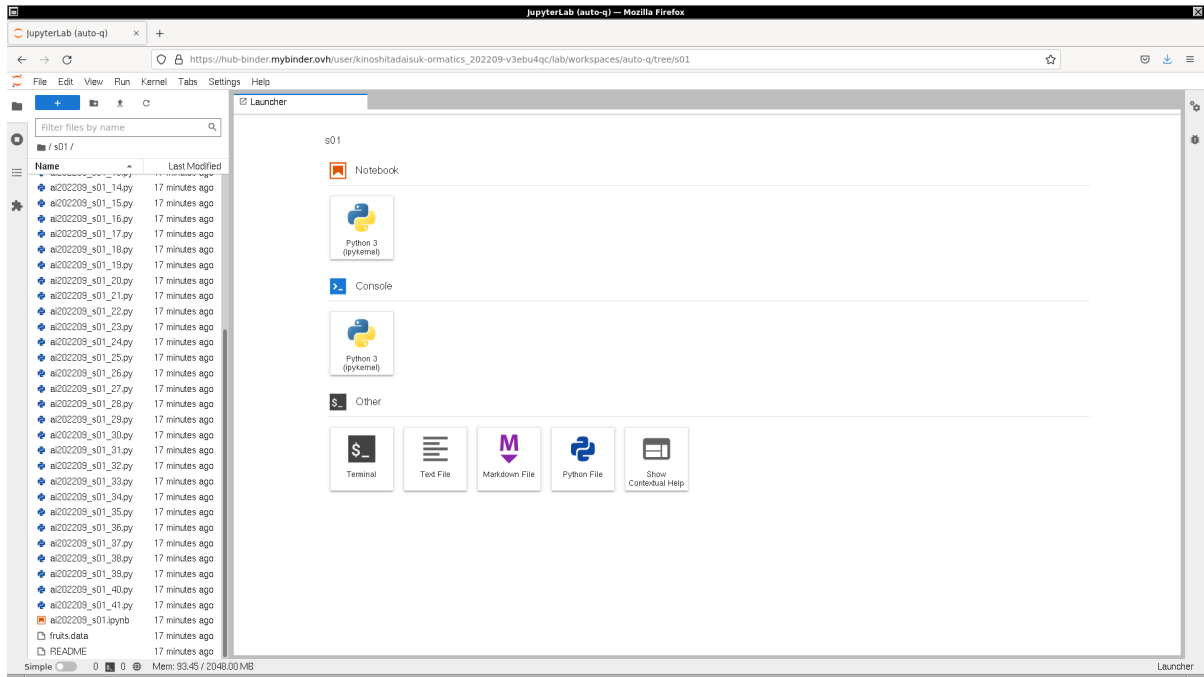 JupyterLab (auto-q) — Mozilla Firefox
JupyterLab (auto-q)
https://hub-binder.mybinder.ovh/user/kinoshitadaisuk-ormatics_202209-v3ebu4qc/lab/workspaces/auto-q/tree/s01
File Edit View Run Kernel Tabs Settings Help
Launcher
Filter files by name
/ s01 /
Name Last Modified
ai202209_s01_14.py 17 minutes ago
ai202209_s01_15.py 17 minutes ago
ai202209_s01_16.py 17 minutes ago
ai202209_s01_17.py 17 minutes ago
ai202209_s01_18.py 17 minutes ago
ai202209_s01_19.py 17 minutes ago
ai202209_s01_20.py 17 minutes ago
ai202209_s01_21.py 17 minutes ago
ai202209_s01_22.py 17 minutes ago
ai202209_s01_23.py 17 minutes ago
ai202209_s01_24.py 17 minutes ago
ai202209_s01_25.py 17 minutes ago
ai202209_s01_26.py 17 minutes ago
ai202209_s01_27.py 17 minutes ago
ai202209_s01_28.py 17 minutes ago
ai202209_s01_29.py 17 minutes ago
ai202209_s01_30.py 17 minutes ago
ai202209_s01_31.py 17 minutes ago
ai202209_s01_32.py 17 minutes ago
ai202209_s01_33.py 17 minutes ago
ai202209_s01_34.py 17 minutes ago
ai202209_s01_35.py 17 minutes ago
ai202209_s01_36.py 17 minutes ago
ai202209_s01_37.py 17 minutes ago
ai202209_s01_38.py 17 minutes ago
ai202209_s01_39.py 17 minutes ago
ai202209_s01_40.py 17 minutes ago
ai202209_s01_41.py 17 minutes ago
ai202209_s01.ipynb 17 minutes ago
fruits.data 17 minutes ago
README 17 minutes ago
s01
Notebook
Python 3
(ipykernel)
Console
Python 3
(ipykernel)
$_ Other
$_
M
Terminal Text File Markdown File Python File Show
Contextual Help
Simple 0 0 Mem: 93.45 / 2048.00 MB Launcher